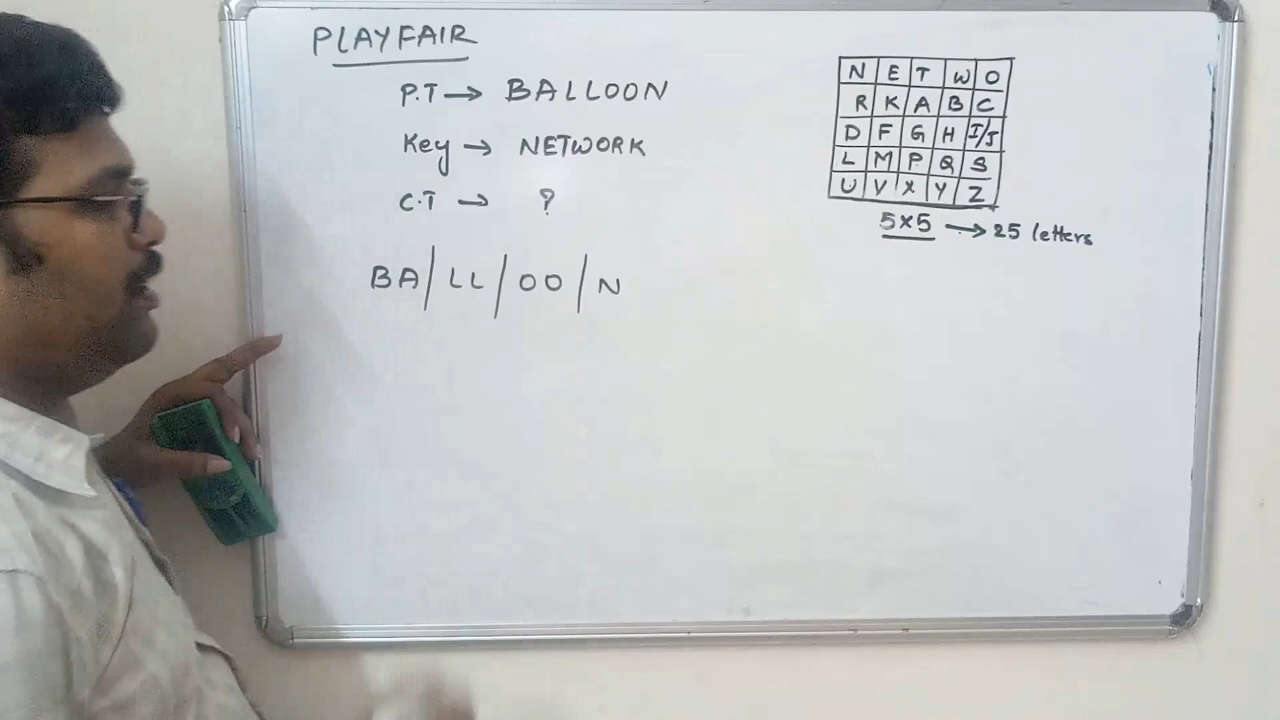 PLAYFAIR
P.T → BALLOON
Key → NETWORK
C.T → ?
BA / LL / OO / N
N E T W O
R K A B C
D F G H I/J
L M P Q S
U V X Y Z
5×5 → 25 letters